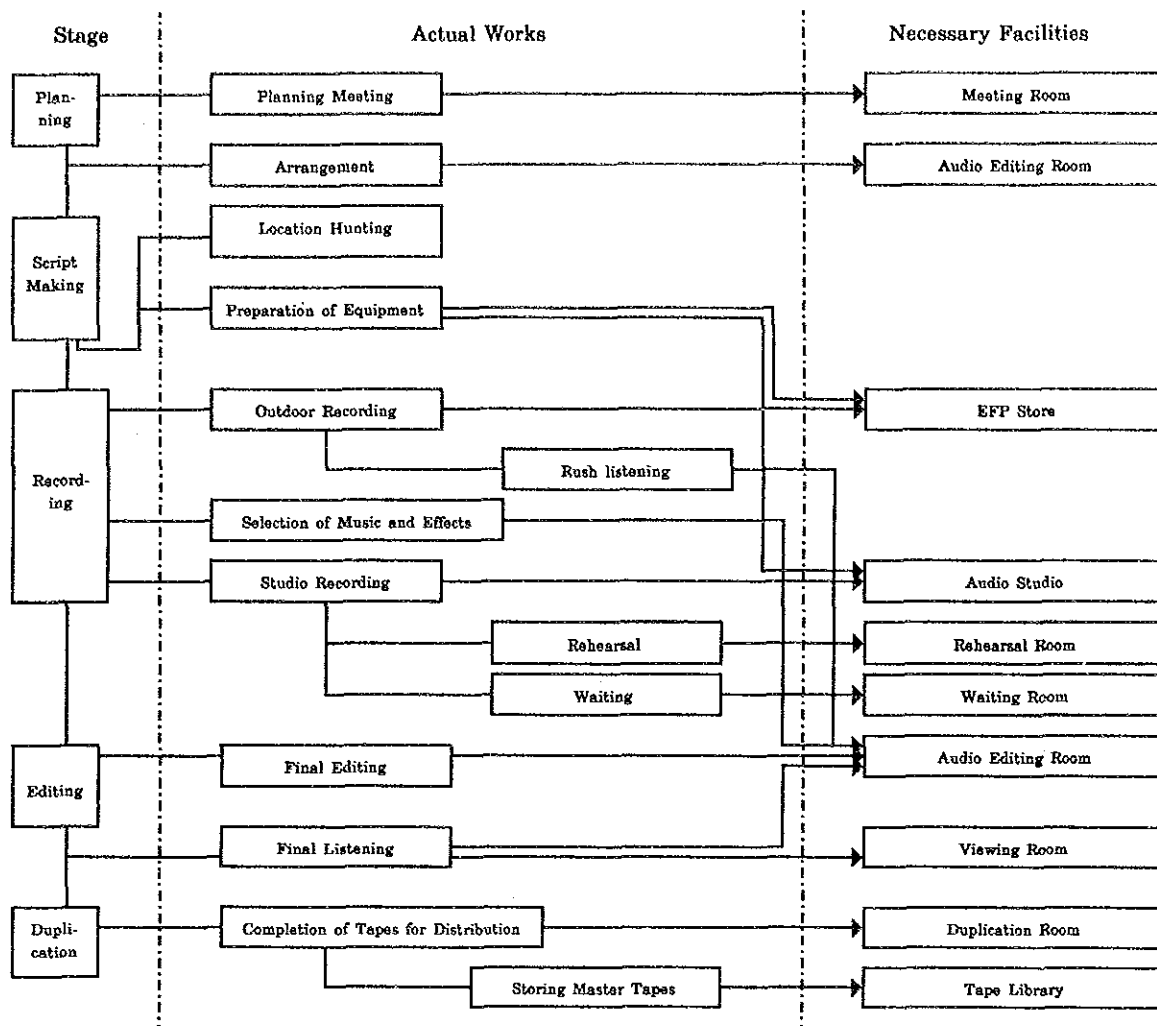 Stage
Actual Works
Necessary Facilities
Plan-
ning
Planning Meeting
Meeting Room
Arrangement
Audio Editing Room
Script
Making
Location Hunting
Preparation of Equipment
Record-
ing
Outdoor Recording
EFP Store
Rush listening
Selection of Music and Effects
Studio Recording
Audio Studio
Rehearsal
Rehearsal Room
Waiting
Waiting Room
Editing
Final Editing
Audio Editing Room
Final Listening
Viewing Room
Dupli-
cation
Completion of Tapes for Distribution
Duplication Room
Storing Master Tapes
Tape Library